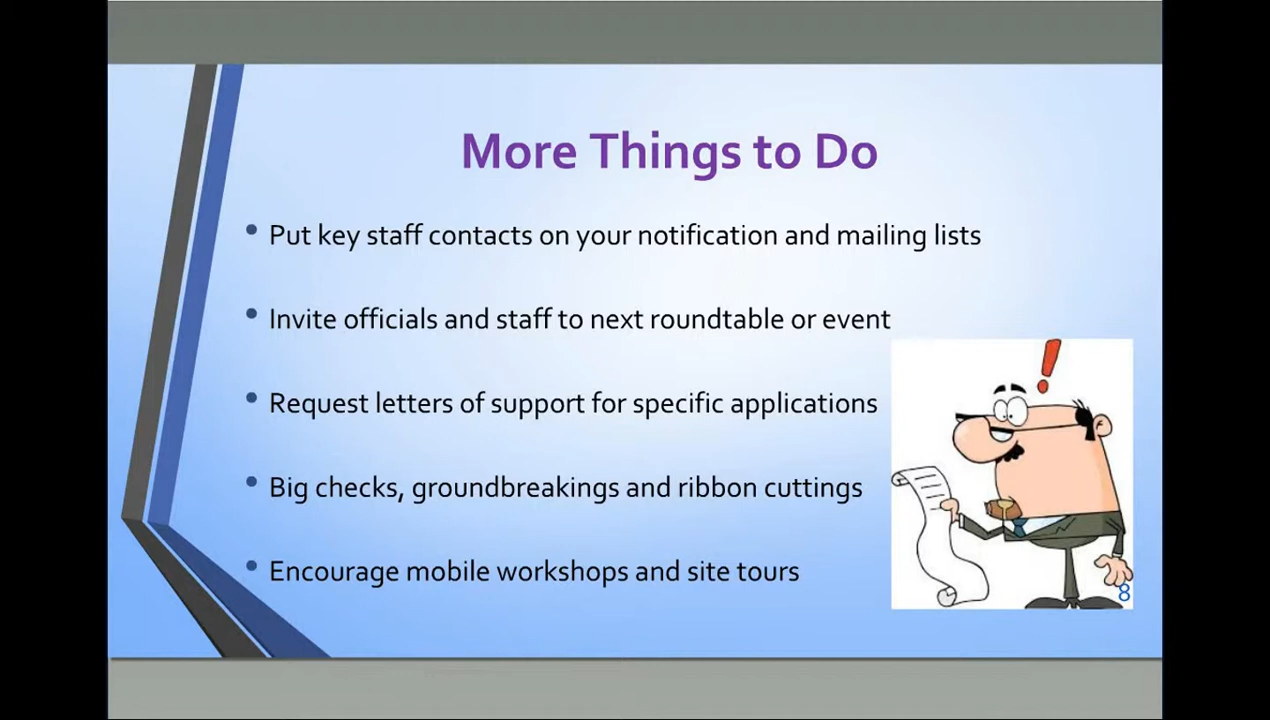 More Things to Do
• Put key staff contacts on your notification and mailing lists
• Invite officials and staff to next roundtable or event
• Request letters of support for specific applications
• Big checks, groundbreakings and ribbon cuttings
• Encourage mobile workshops and site tours
8